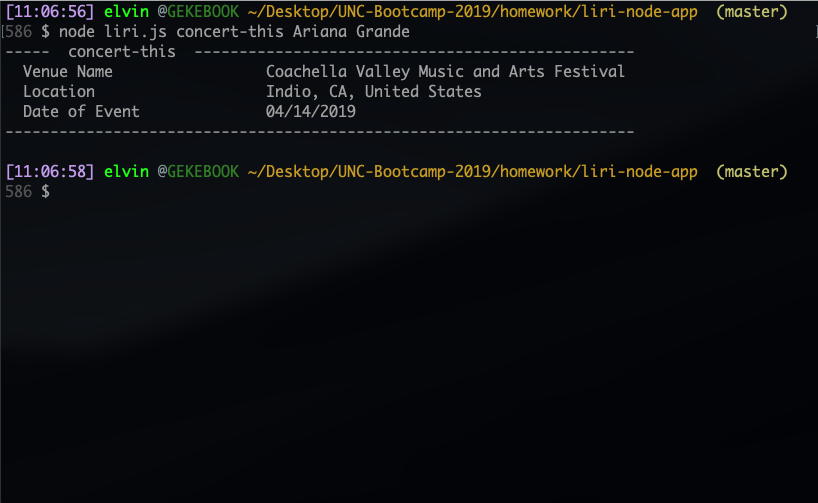 [11:06:56] elvin @GEKEBOOK ~/Desktop/UNC-Bootcamp-2019/homework/liri-node-app (master)
586 $ node liri.js concert-this Ariana Grande
----- concert-this -------------------------------------------------
Venue Name Coachella Valley Music and Arts Festival
Location Indio, CA, United States
Date of Event 04/14/2019
----------------------------------------------------------------------
[11:06:58] elvin @GEKEBOOK ~/Desktop/UNC-Bootcamp-2019/homework/liri-node-app (master)
586 $